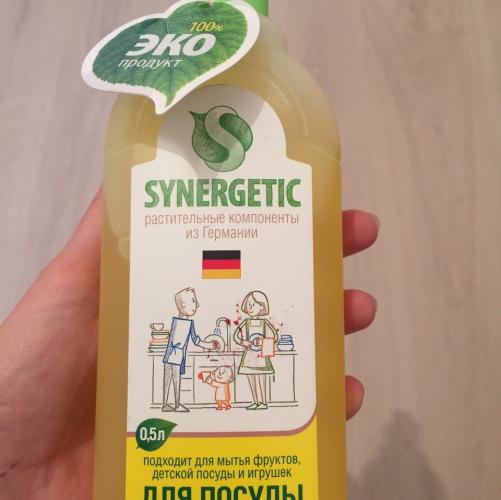 100%
ЭКО
продукт
SYNERGETIC
растительные компоненты
из Германии
0,5л
подходит для мытья фруктов,
детской посуды и игрушек
ДЛЯ ПОСУДЫ